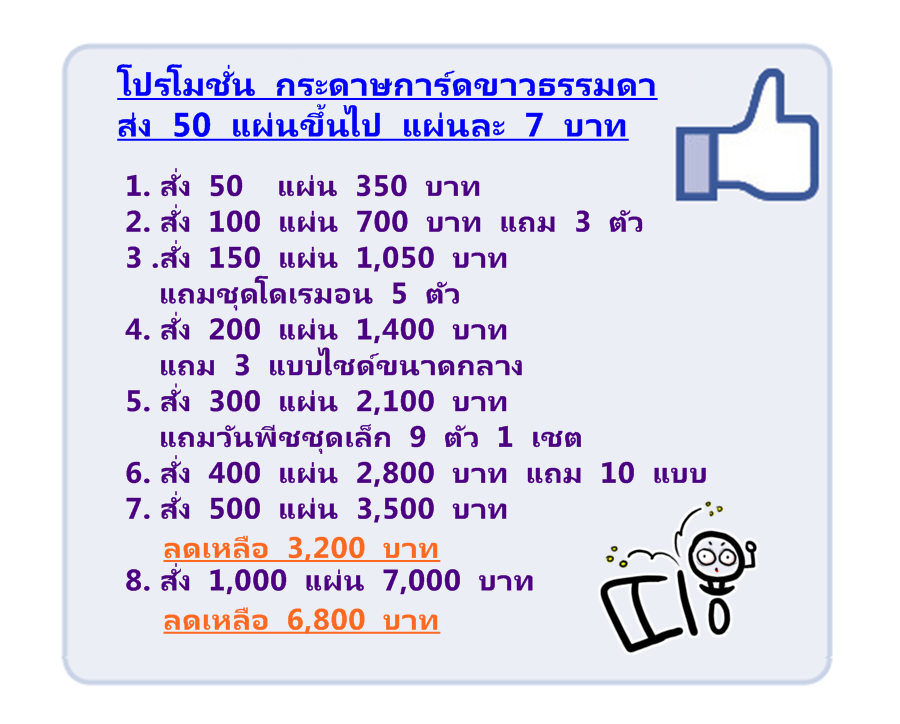 โปรโมชั่น กระดาษการ์ดขาวธรรมดา
ส่ง 50 แผ่นขึ้นไป แผ่นละ 7 บาท
1. สั่ง 50 แผ่น 350 บาท
2. สั่ง 100 แผ่น 700 บาท แถม 3 ตัว
3 .สั่ง 150 แผ่น 1,050 บาท
แถมชุดโดเรมอน 5 ตัว
4. สั่ง 200 แผ่น 1,400 บาท
แถม 3 แบบไซด์ขนาดกลาง
5. สั่ง 300 แผ่น 2,100 บาท
แถมวันพีชชุดเล็ก 9 ตัว 1 เซต
6. สั่ง 400 แผ่น 2,800 บาท แถม 10 แบบ
7. สั่ง 500 แผ่น 3,500 บาท
ลดเหลือ 3,200 บาท
8. สั่ง 1,000 แผ่น 7,000 บาท
ลดเหลือ 6,800 บาท